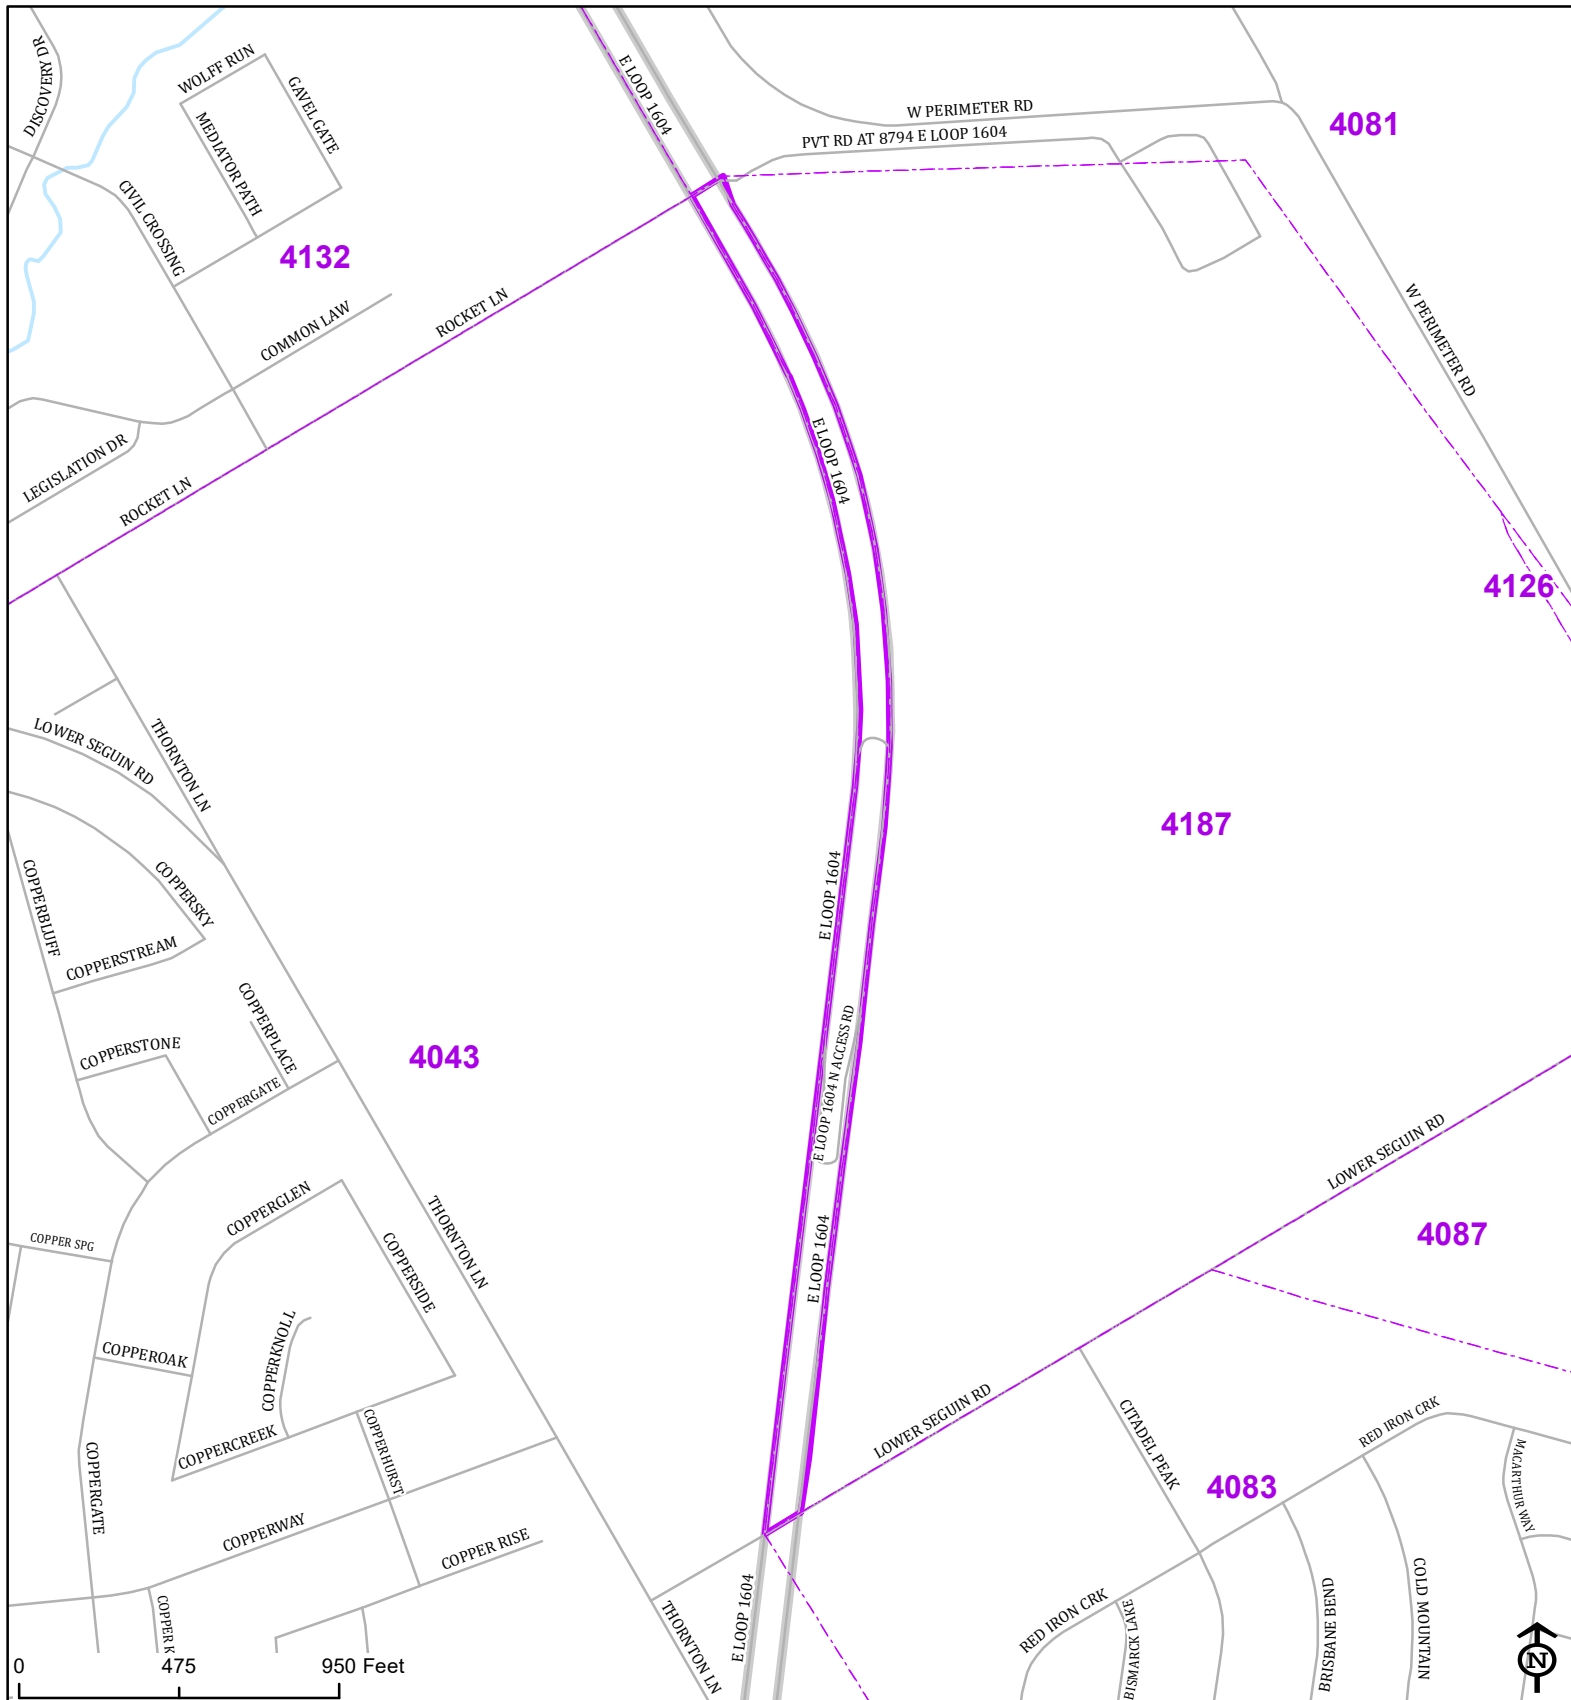 DISCOVERY DR
WOLFF RUN
GAVEL GATE
MEDIATOR PATH
CIVIL CROSSING
4132
COMMON LAW
ROCKET LN
LEGISLATION DR
ROCKET LN
E LOOP 1604
W PERIMETER RD
PVT RD AT 8794 E LOOP 1604
4081
W PERIMETER RD
4126
E LOOP 1604
LOWER SEGUIN RD
THORNTON LN
COPPERSKY
COPPERBLUFF
COPPERSTREAM
COPPERPLACE
COPPERSTONE
COPPERGATE
4043
E LOOP 1604
4187
E LOOP 1604 N ACCESS RD
E LOOP 1604
LOWER SEGUIN RD
4087
COPPERGLEN
COPPER SPG
COPPERSIDE
THORNTON LN
COPPEROAK
COPPERKNOLL
COPPERCREEK
COPPERHURST
COPPERGATE
COPPERWAY
COPPER RISE
COPPER K
LOWER SEGUIN RD
CITADEL PEAK
RED IRON CRK
MACARTHUR WAY
4083
E LOOP 1604
THORNTON LN
RED IRON CRK
BISMARCK LAKE
BRISBANE BEND
COLD MOUNTAIN
0 475 950 Feet
N